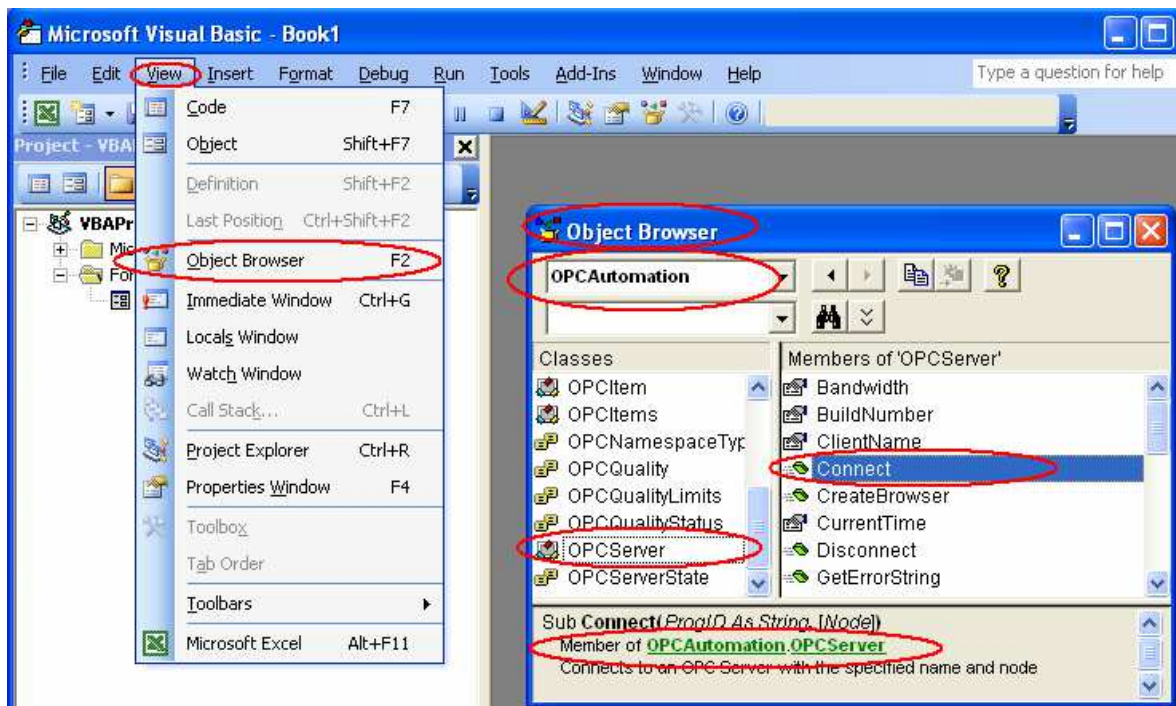 Microsoft Visual Basic - Book1
File Edit View Insert Format Debug Run Tools Add-Ins Window Help Type a question for help
Project - VBA
VBAPr
Mic
For
Code F7
Object Shift+F7
Definition Shift+F2
Last Position Ctrl+Shift+F2
Object Browser F2
Immediate Window Ctrl+G
Locals Window
Watch Window
Call Stack... Ctrl+L
Project Explorer Ctrl+R
Properties Window F4
Toolbox
Tab Order
Toolbars
Microsoft Excel Alt+F11
Object Browser
OPCAutomation
Classes
OPCItem
OPCItems
OPCNamespaceTyp
OPCQuality
OPCQualityLimits
OPCQualityStatus
OPCServer
OPCServerState
Members of 'OPCServer'
Bandwidth
BuildNumber
ClientName
Connect
CreateBrowser
CurrentTime
Disconnect
GetErrorString
Sub Connect(ProgID As String, [Node])
Member of OPCAutomation.OPCServer
Connects to an OPC Server with the specified name and node